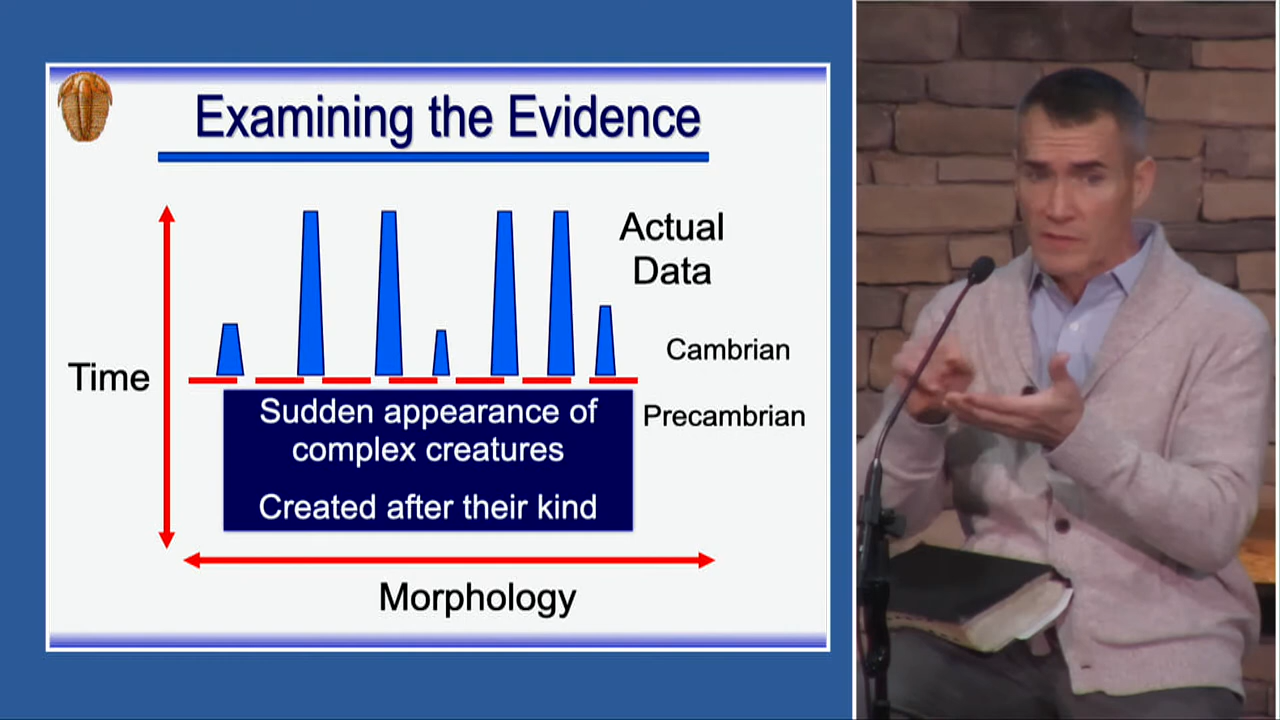 Examining the Evidence
Actual
Data
Cambrian
Time
Precambrian
Sudden appearance of
complex creatures
Created after their kind
Morphology